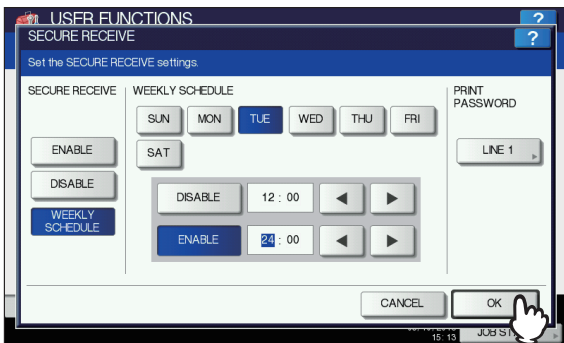 USER FUNCTIONS
?
SECURE RECEIVE
?
Set the SECURE RECEIVE settings.
SECURE RECEIVE
WEEKLY SCHEDULE
PRINT
PASSWORD
SUN MON TUE WED THU FRI
SAT
ENABLE
DISABLE
WEEKLY
SCHEDULE
LINE 1
DISABLE 12 : 00
ENABLE 24 : 00
CANCEL OK
15: 13
JOB ST